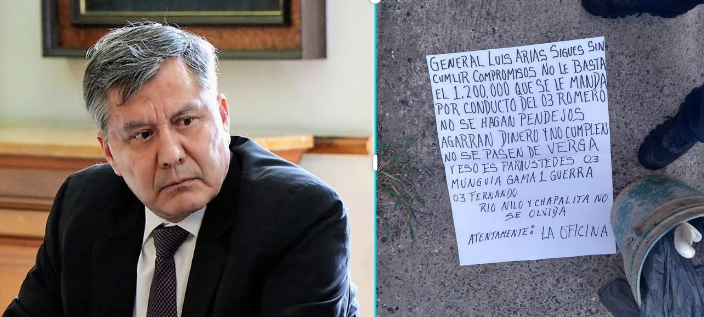 GENERAL LUIS ARIAS SIGUES SIN
CUMLIR COMPROMISOS NO LE BASTA
EL 1.200,000 QUE SE LE MANDA
POR CONDUCTO DEL 03 ROMERO
NO SE HAGAN PENDEJOS
AGARRAN DINERO Y NO CUMPLEN
NO SE PASEN DE VERGA
Y ESO ES PARA USTEDES 03
MUNGUIA GAMA 1 GUERRA
03 FERNANDO
RIO NILO Y CHAPALITA NO
SE OLVIDA
ATENTAMENTE: LA OFICINA